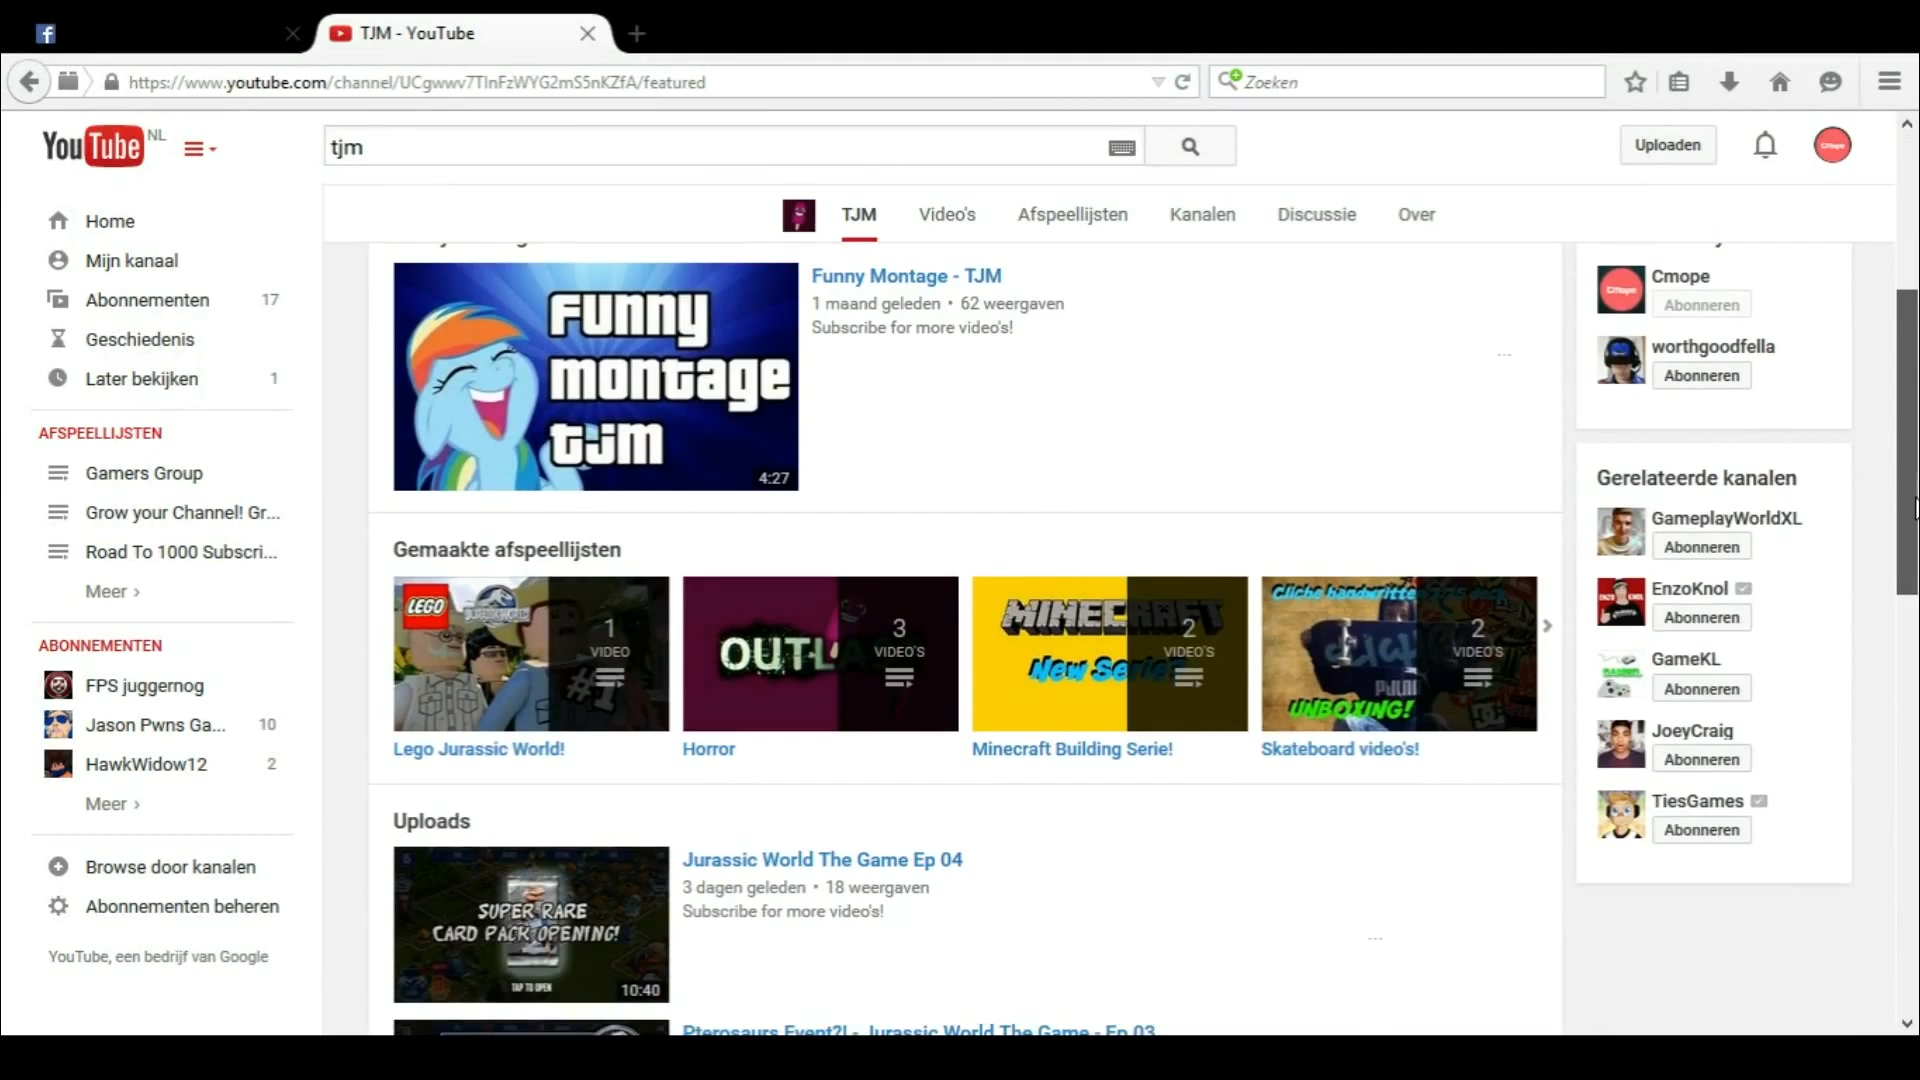 TJM - YouTube
https://www.youtube.com/channel/UCgwwv7TlnFzWYG2mS5nKZfA/featured
Zoeken
YouTube NL
tjm
Uploaden
TJM
Video's
Afspeellijsten
Kanalen
Discussie
Over
Home
Mijn kanaal
Abonnementen 17
Geschiedenis
Later bekijken 1
AFSPEELLIJSTEN
Gamers Group
Grow your Channel! Gr...
Road To 1000 Subscri...
Meer ›
ABONNEMENTEN
FPS juggernog
Jason Pwns Ga... 10
HawkWidow12 2
Meer ›
Browse door kanalen
Abonnementen beheren
YouTube, een bedrijf van Google
Funny
montage
tjm
4:27
Funny Montage - TJM
1 maand geleden • 62 weergaven
Subscribe for more video's!
Gemaakte afspeellijsten
LEGO
#1
1
VIDEO
Lego Jurassic World!
OUTLA
3
VIDEO'S
Horror
MINECRAFT
New Serie
2
VIDEO'S
Minecraft Building Serie!
Cliche handwritte
UNBOXING!
2
VIDEO'S
Skateboard video's!
Uploads
SUPER RARE
CARD PACK OPENING!
TAP TO OPEN
10:40
Jurassic World The Game Ep 04
3 dagen geleden • 18 weergaven
Subscribe for more video's!
Pterosaurs Event?! - Jurassic World The Game - Ep 03
Cmope
Abonneren
worthgoodfella
Abonneren
Gerelateerde kanalen
GameplayWorldXL
Abonneren
EnzoKnol
Abonneren
GameKL
Abonneren
JoeyCraig
Abonneren
TiesGames
Abonneren